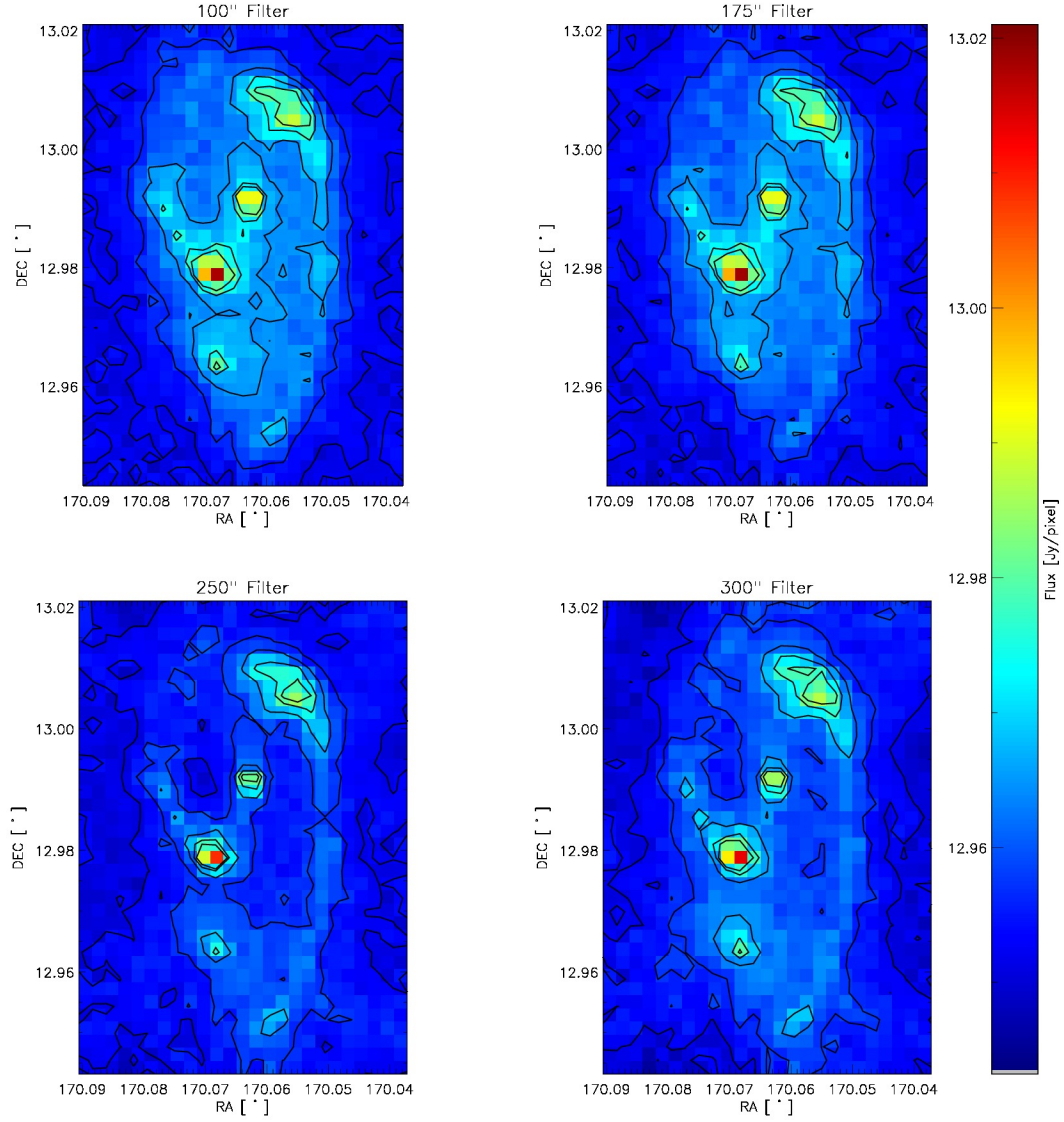 100" Filter
175" Filter
13.02
13.00
12.98
12.96
DEC [ ° ]
170.09 170.08 170.07 170.06 170.05 170.04
RA [ ° ]
13.02
13.00
12.98
12.96
DEC [ ° ]
170.09 170.08 170.07 170.06 170.05 170.04
RA [ ° ]
250" Filter
300" Filter
13.02
13.00
12.98
12.96
DEC [ ° ]
170.09 170.08 170.07 170.06 170.05 170.04
RA [ ° ]
13.02
13.00
12.98
12.96
DEC [ ° ]
170.09 170.08 170.07 170.06 170.05 170.04
RA [ ° ]
13.02
13.00
12.98
12.96
Flux [Jy/pixel]